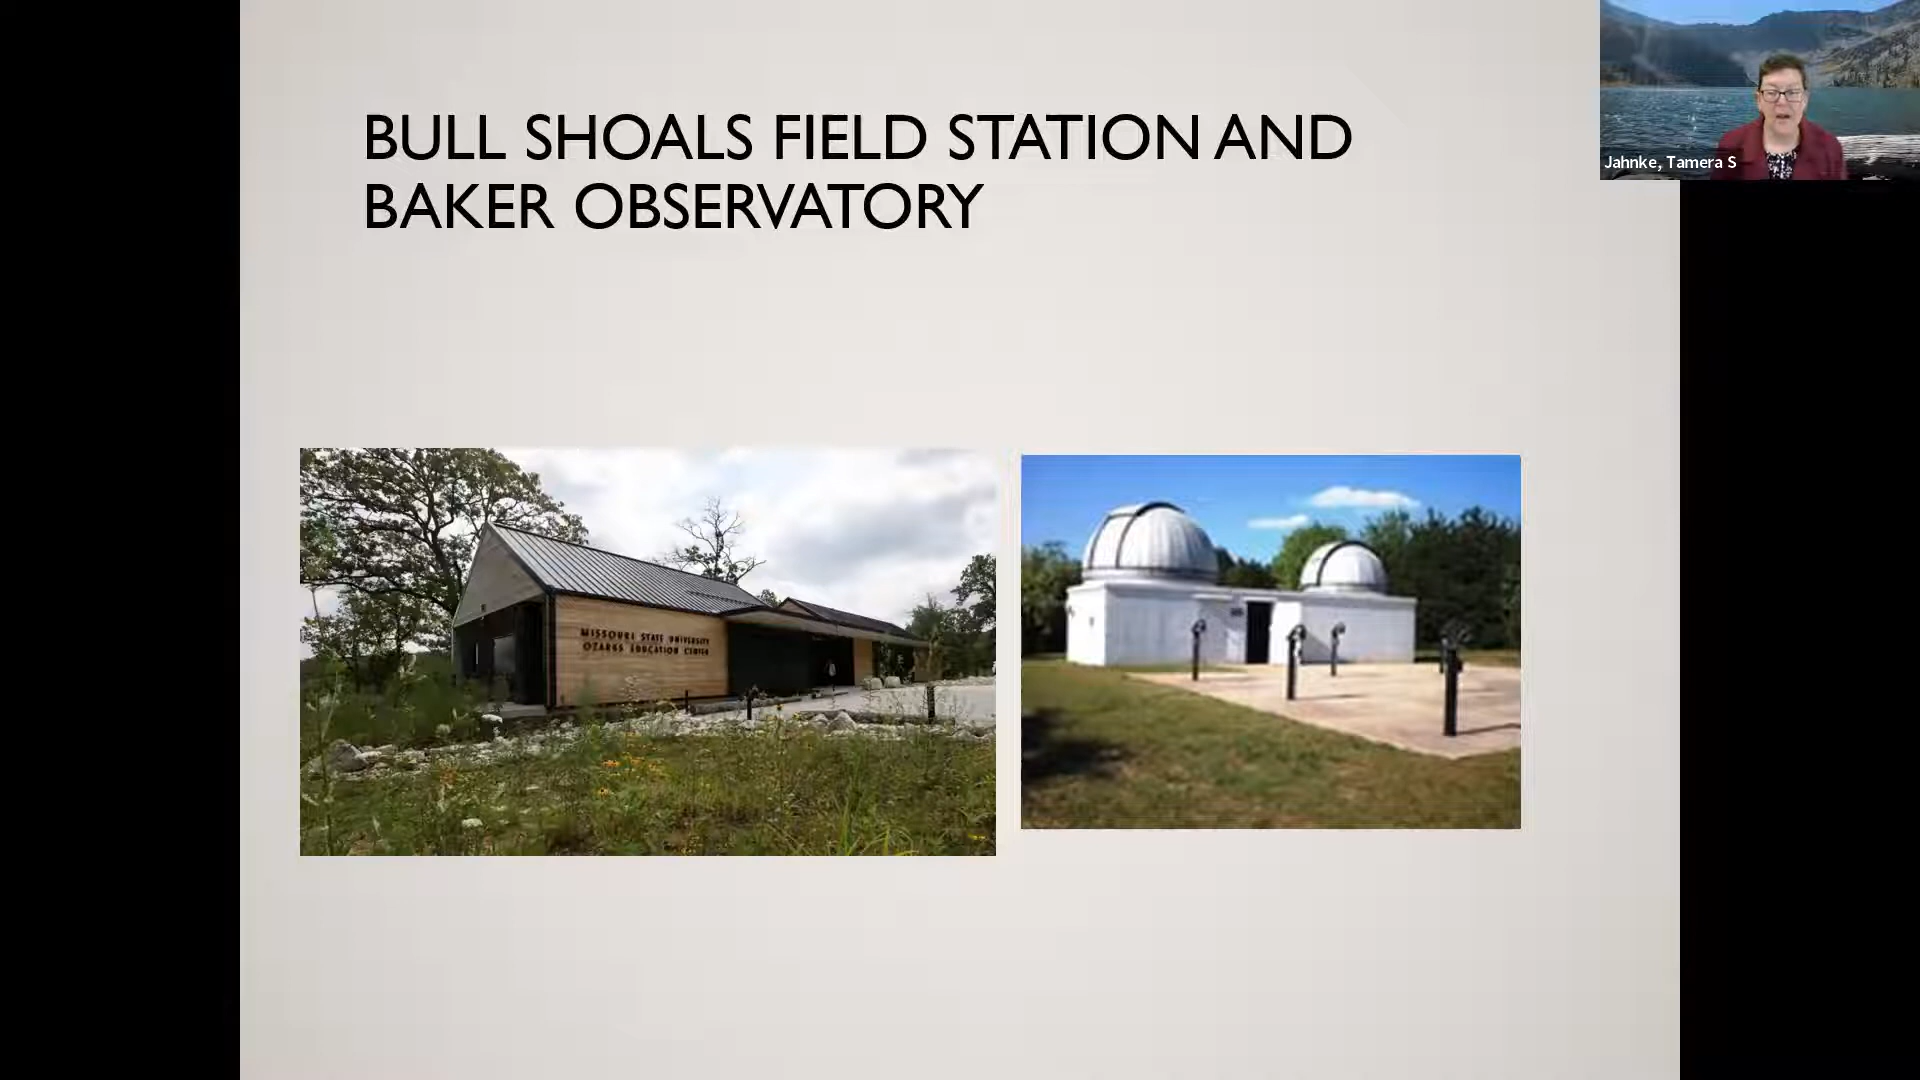 BULL SHOALS FIELD STATION AND
BAKER OBSERVATORY
Jahnke, Tamera S
MISSOURI STATE UNIVERSITY
OZARKS EDUCATION CENTER